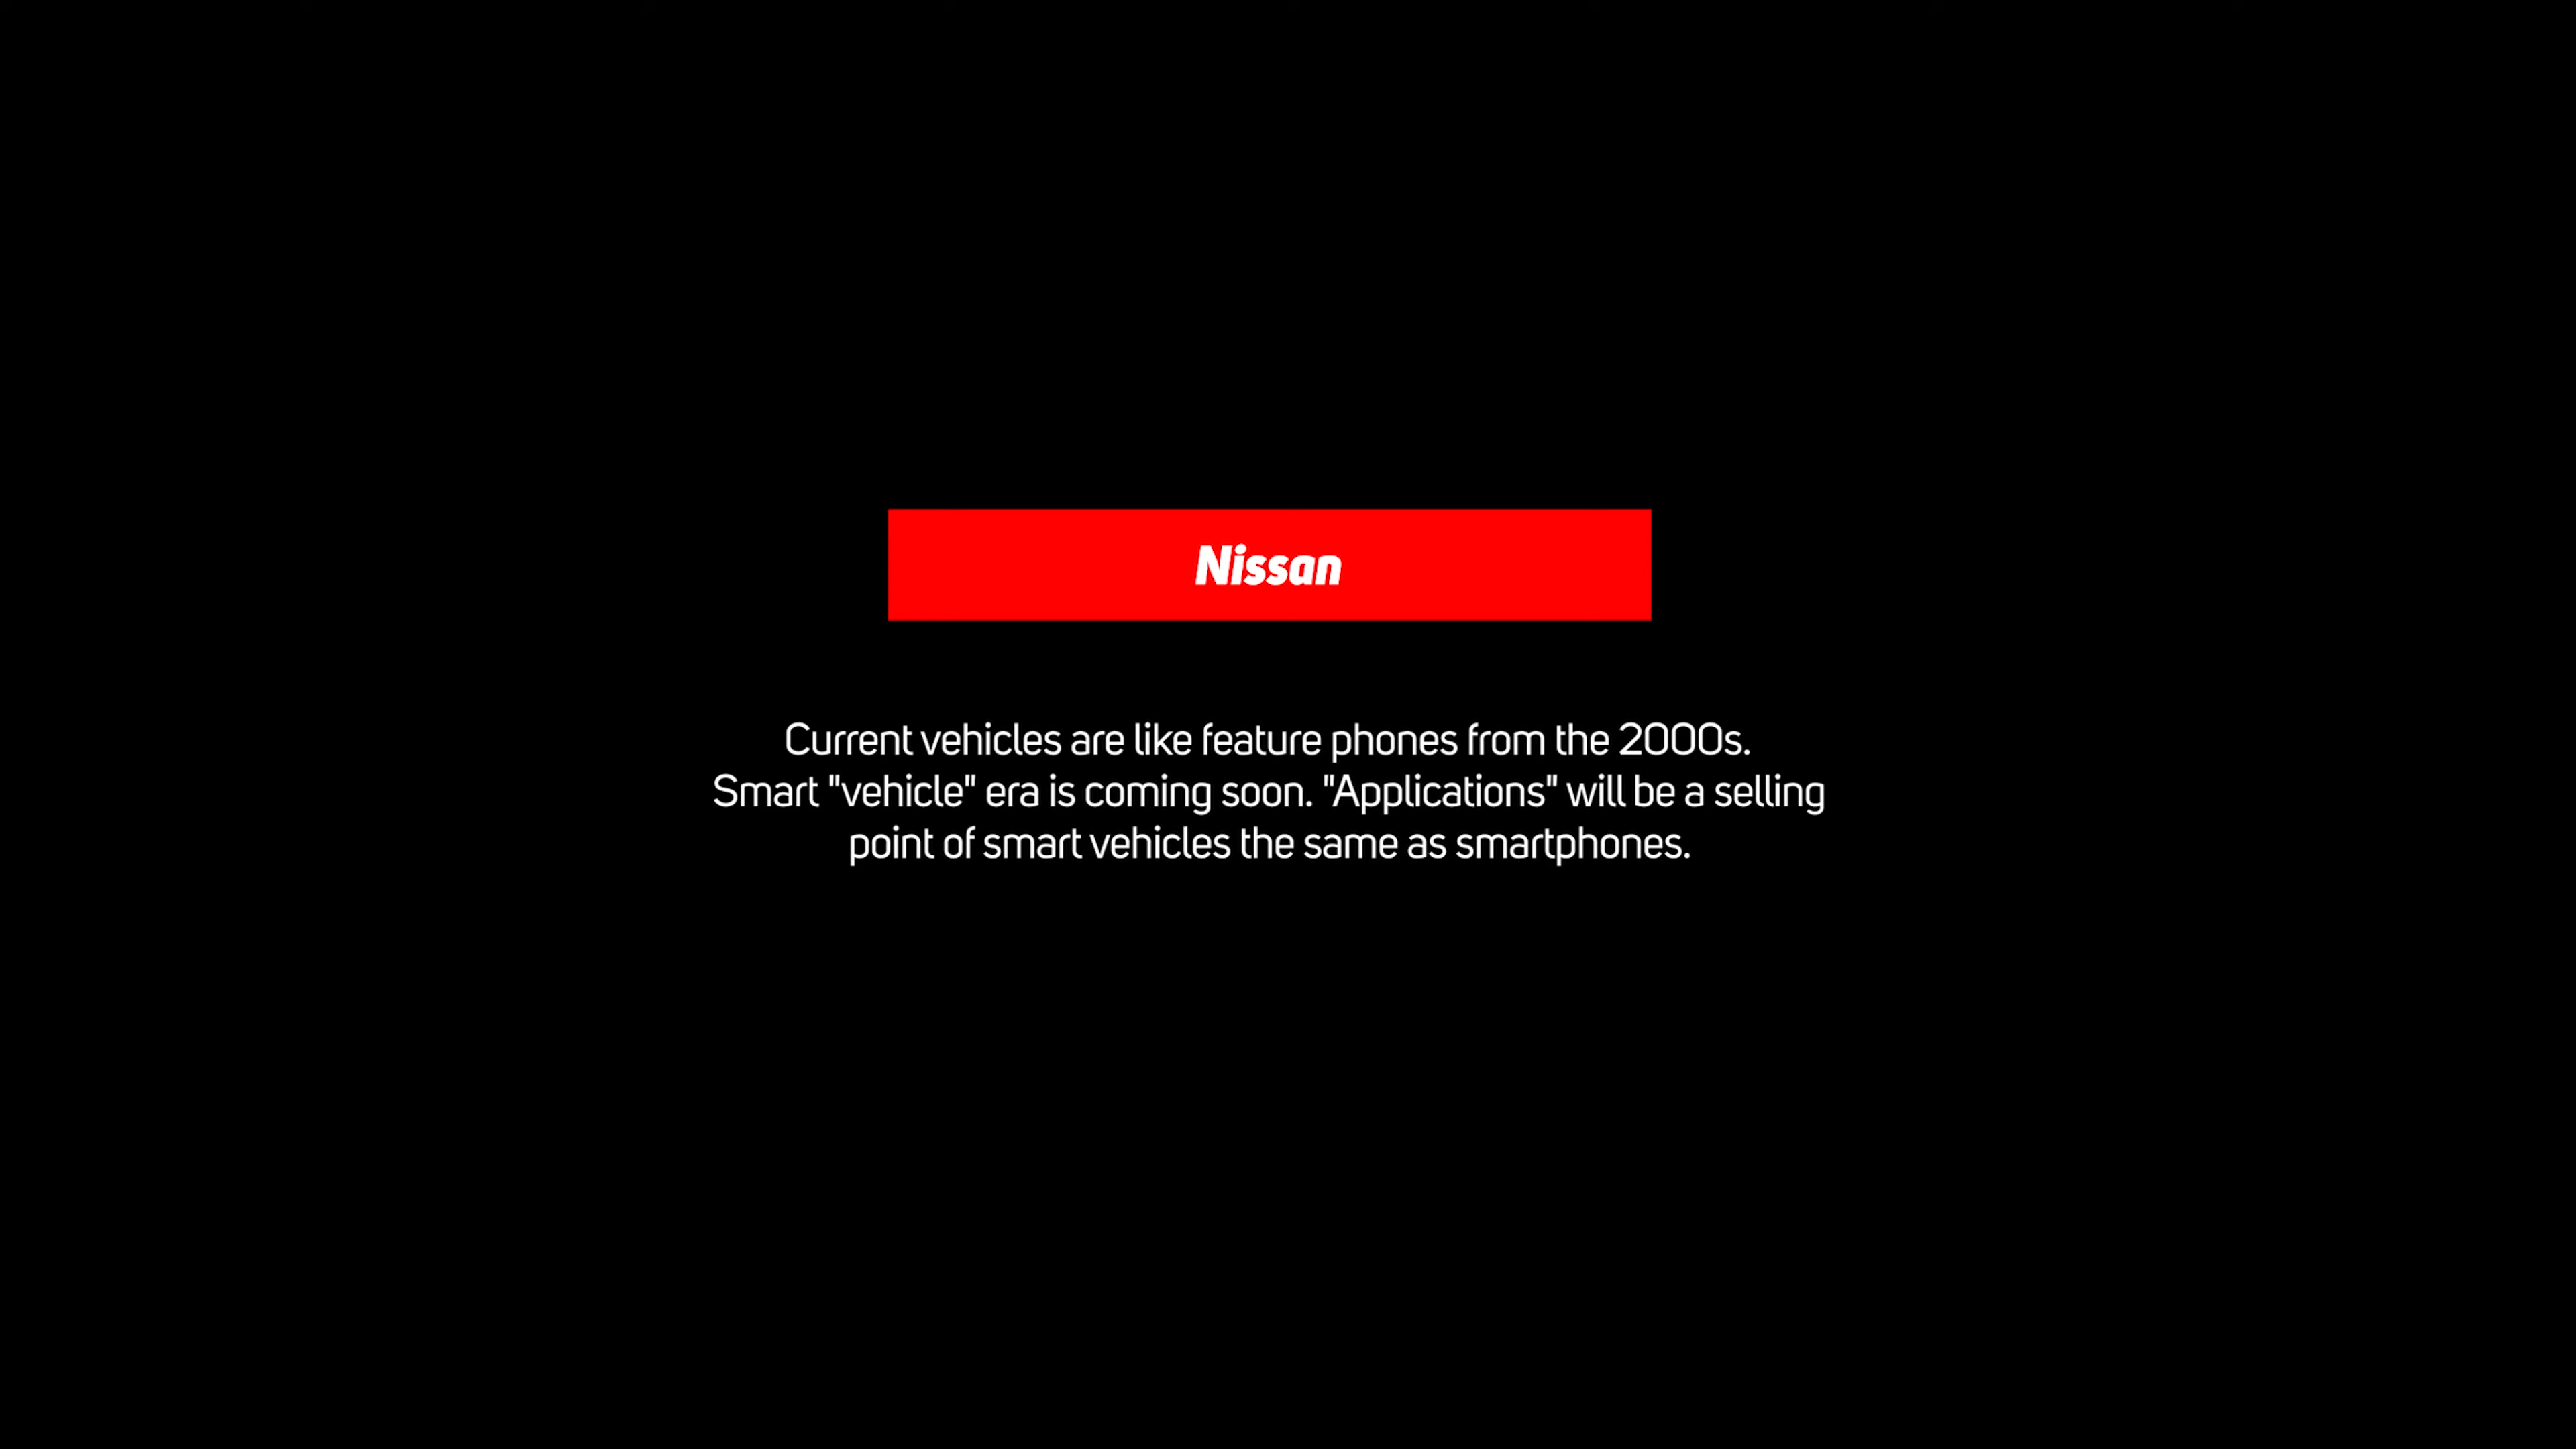 Nissan
Current vehicles are like feature phones from the 2000s.
Smart "vehicle" era is coming soon. "Applications" will be a selling
point of smart vehicles the same as smartphones.